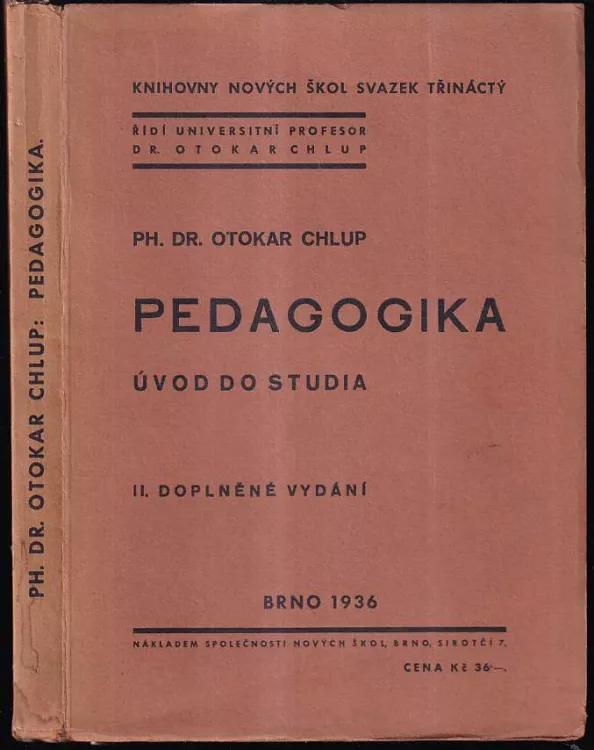 PH. DR. OTOKAR CHLUP: PEDAGOGIKA.
KNIHOVNY NOVÝCH ŠKOL SVAZEK TŘINÁCTÝ
ŘÍDÍ UNIVERSITNÍ PROFESOR
DR. OTOKAR CHLUP
PH. DR. OTOKAR CHLUP
PEDAGOGIKA
ÚVOD DO STUDIA
II. DOPLNĚNÉ VYDÁNÍ
BRNO 1936
NÁKLADEM SPOLEČNOSTI NOVÝCH ŠKOL, BRNO, SIROTČÍ 7.
CENA Kč 36·—.